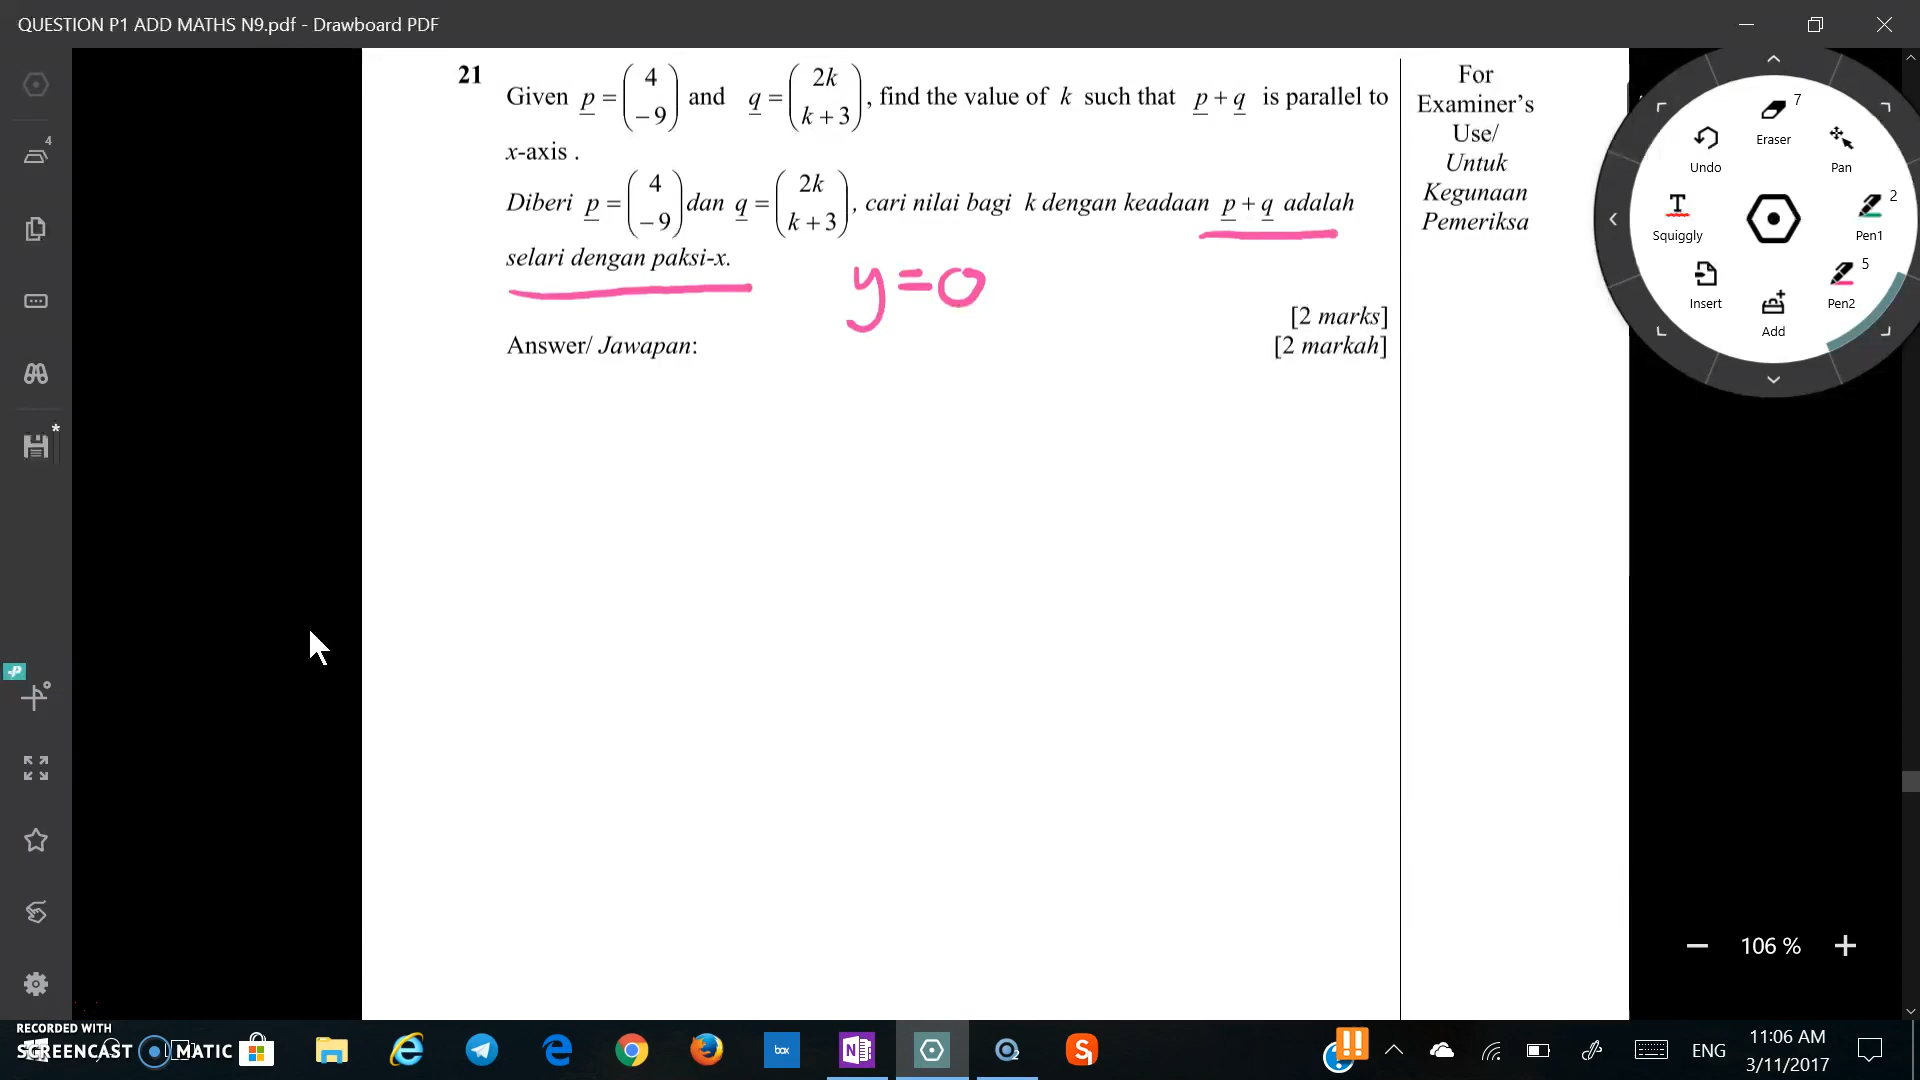 QUESTION P1 ADD MATHS N9.pdf - Drawboard PDF
21
Given p = ( 4 −9 ) and q = ( 2k k + 3 ), find the value of k such that p + q is parallel to
x-axis .
Diberi p = ( 4 −9 ) dan q = ( 2k k + 3 ), cari nilai bagi k dengan keadaan p + q adalah
selari dengan paksi-x.
y=0
[2 marks]
Answer/ Jawapan:
[2 markah]
For
Examiner's
Use/
Untuk
Kegunaan
Pemeriksa
7
Eraser
Undo
Pan
T
Squiggly
2
Pen1
Insert
5
Pen2
Add
4
*
106 %
RECORDED WITH
SCREENCAST MATIC
box
N
S
!!
ENG
11:06 AM
3/11/2017